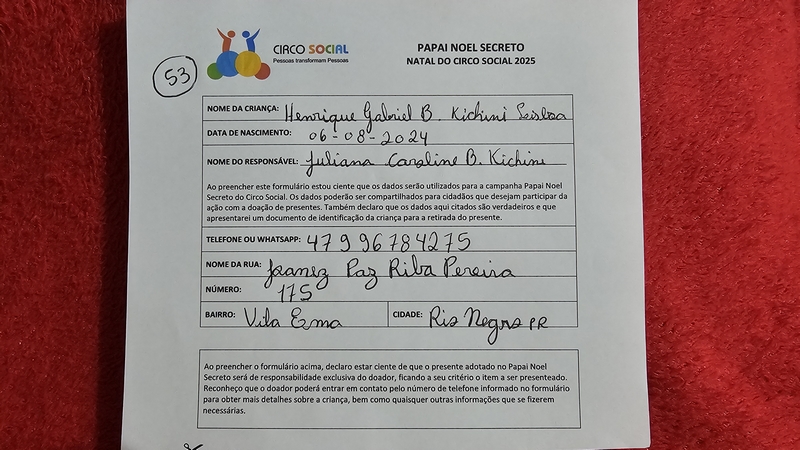 53
CIRCO SOCIAL
Pessoas transformam Pessoas
PAPAI NOEL SECRETO
NATAL DO CIRCO SOCIAL 2025
NOME DA CRIANÇA: Henrique Gabriel B. Kichini
DATA DE NASCIMENTO: 06-08-2024
NOME DO RESPONSÁVEL: Juliana Caroline B. Kichini
Ao preencher este formulário estou ciente que os dados serão utilizados para a campanha Papai Noel
Secreto do Circo Social. Os dados poderão ser compartilhados para cidadãos que desejam participar da
ação com a doação de presentes. Também declaro que os dados aqui citados são verdadeiros e que
apresentarei um documento de identificação da criança para a retirada do presente.
TELEFONE OU WHATSAPP: 47 9 96784275
NOME DA RUA: Paz Riba Pereira
NÚMERO: 175
BAIRRO: Vila Ema CIDADE: Rio Negro PR
Ao preencher o formulário acima, declaro estar ciente de que o presente adotado no Papai Noel
Secreto será de responsabilidade exclusiva do doador, ficando a seu critério o item a ser presenteado.
Reconheço que o doador poderá entrar em contato pelo número de telefone informado no formulário
para obter mais detalhes sobre a criança, bem como quaisquer outras informações que se fizerem
necessárias.